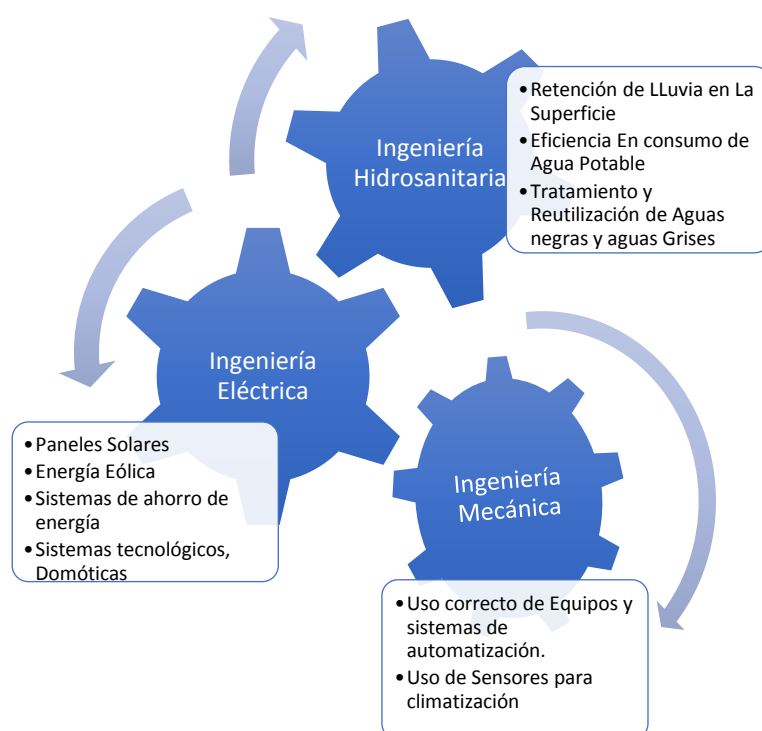 Ingeniería
Hidrosanitaria
•Retención de LLuvia en La
Superficie
•Eficiencia En consumo de
Agua Potable
•Tratamiento y
Reutilización de Aguas
negras y aguas Grises
Ingeniería
Eléctrica
•Paneles Solares
•Energía Eólica
•Sistemas de ahorro de
energía
•Sistemas tecnológicos,
Domóticas
Ingeniería
Mecánica
•Uso correcto de Equipos y
sistemas de
automatización.
•Uso de Sensores para
climatización